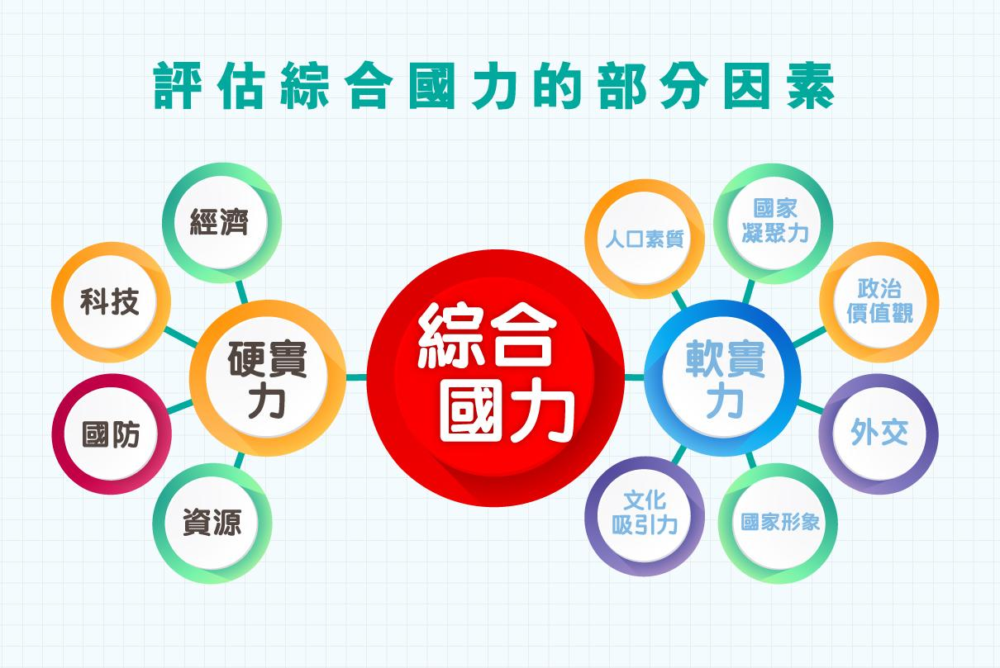 評估綜合國力的部分因素
經濟
科技
國防
資源
硬實
力
綜合
國力
軟實
力
人口素質
國家
凝聚力
政治
價值觀
外交
國家形象
文化
吸引力